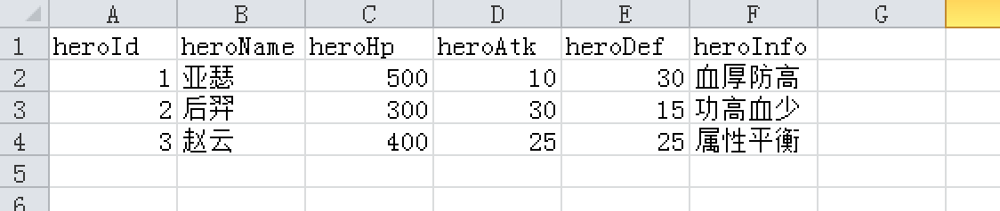 A B C D E F G
1 heroId heroName heroHp heroAtk heroDef heroInfo
2 1 亚瑟 500 10 30 血厚防高
3 2 后羿 300 30 15 功高血少
4 3 赵云 400 25 25 属性平衡
5
6